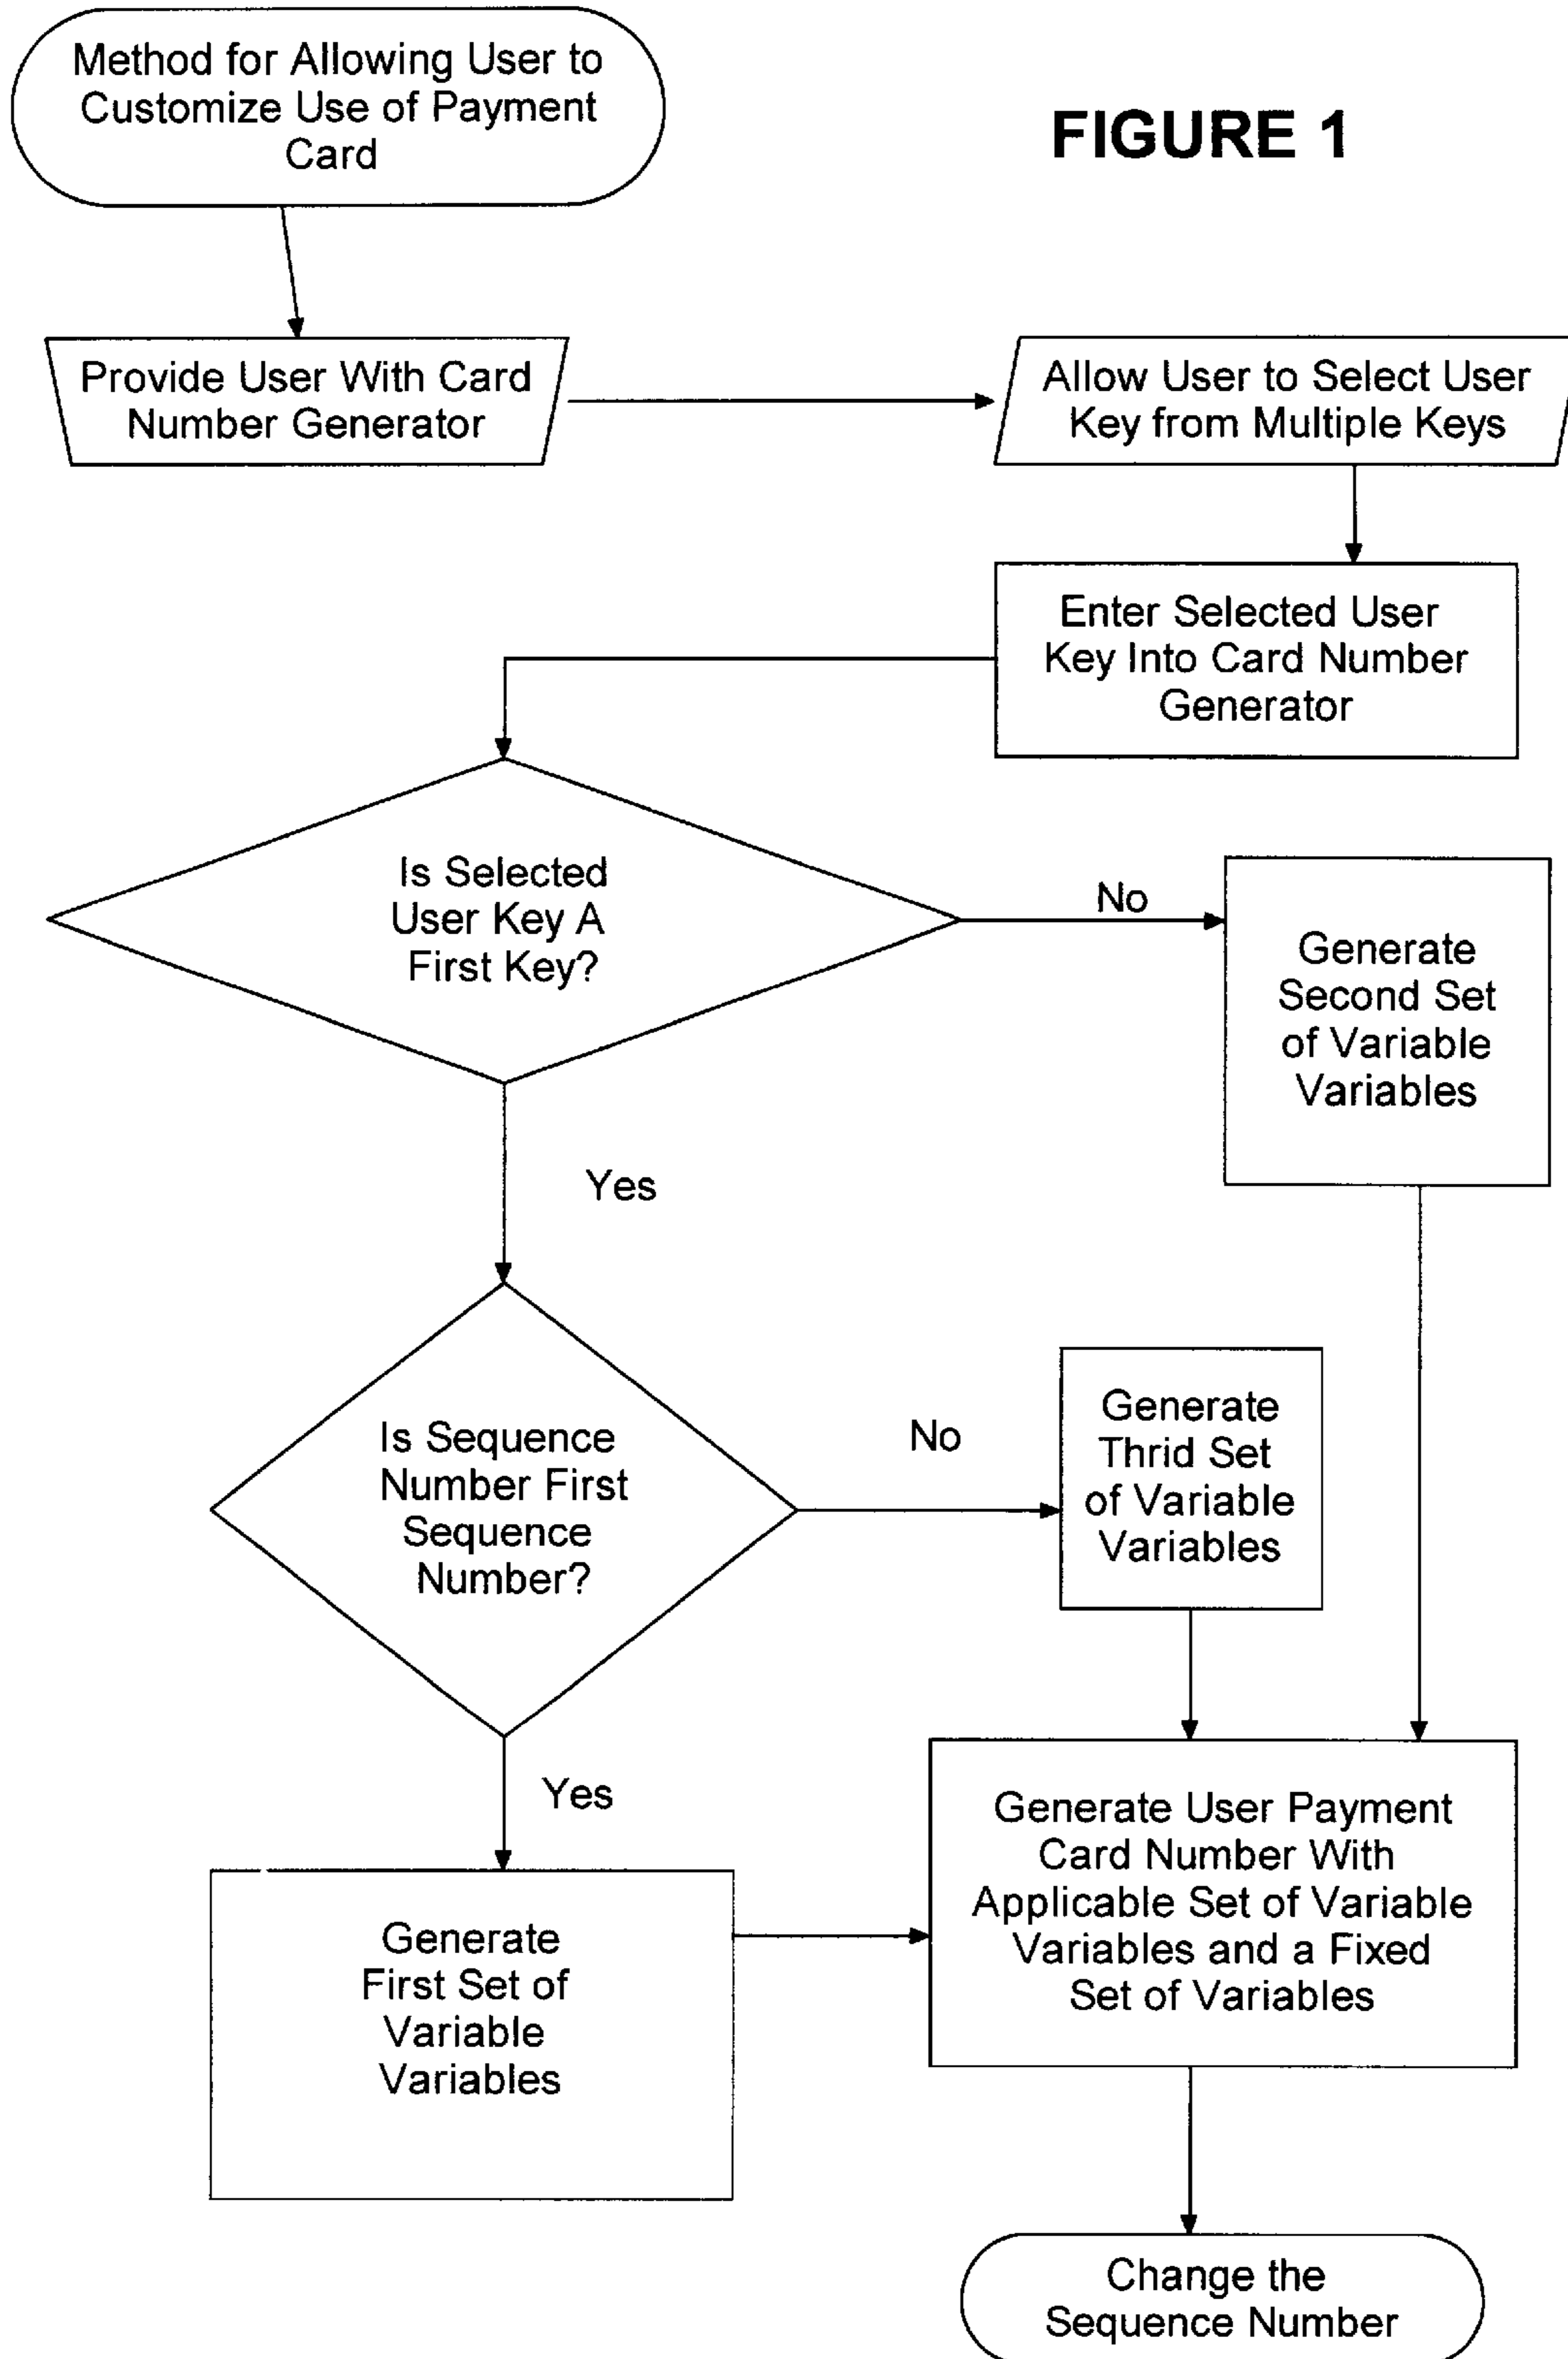 Method for Allowing User to
Customize Use of Payment
Card
FIGURE 1
Provide User With Card
Number Generator
Allow User to Select User
Key from Multiple Keys
Enter Selected User
Key Into Card Number
Generator
Is Selected
User Key A
First Key?
No
Generate
Second Set
of Variable
Variables
Yes
Is Sequence
Number First
Sequence
Number?
No
Generate
Thrid Set
of Variable
Variables
Yes
Generate
First Set of
Variable
Variables
Generate User Payment
Card Number With
Applicable Set of Variable
Variables and a Fixed
Set of Variables
Change the
Sequence Number